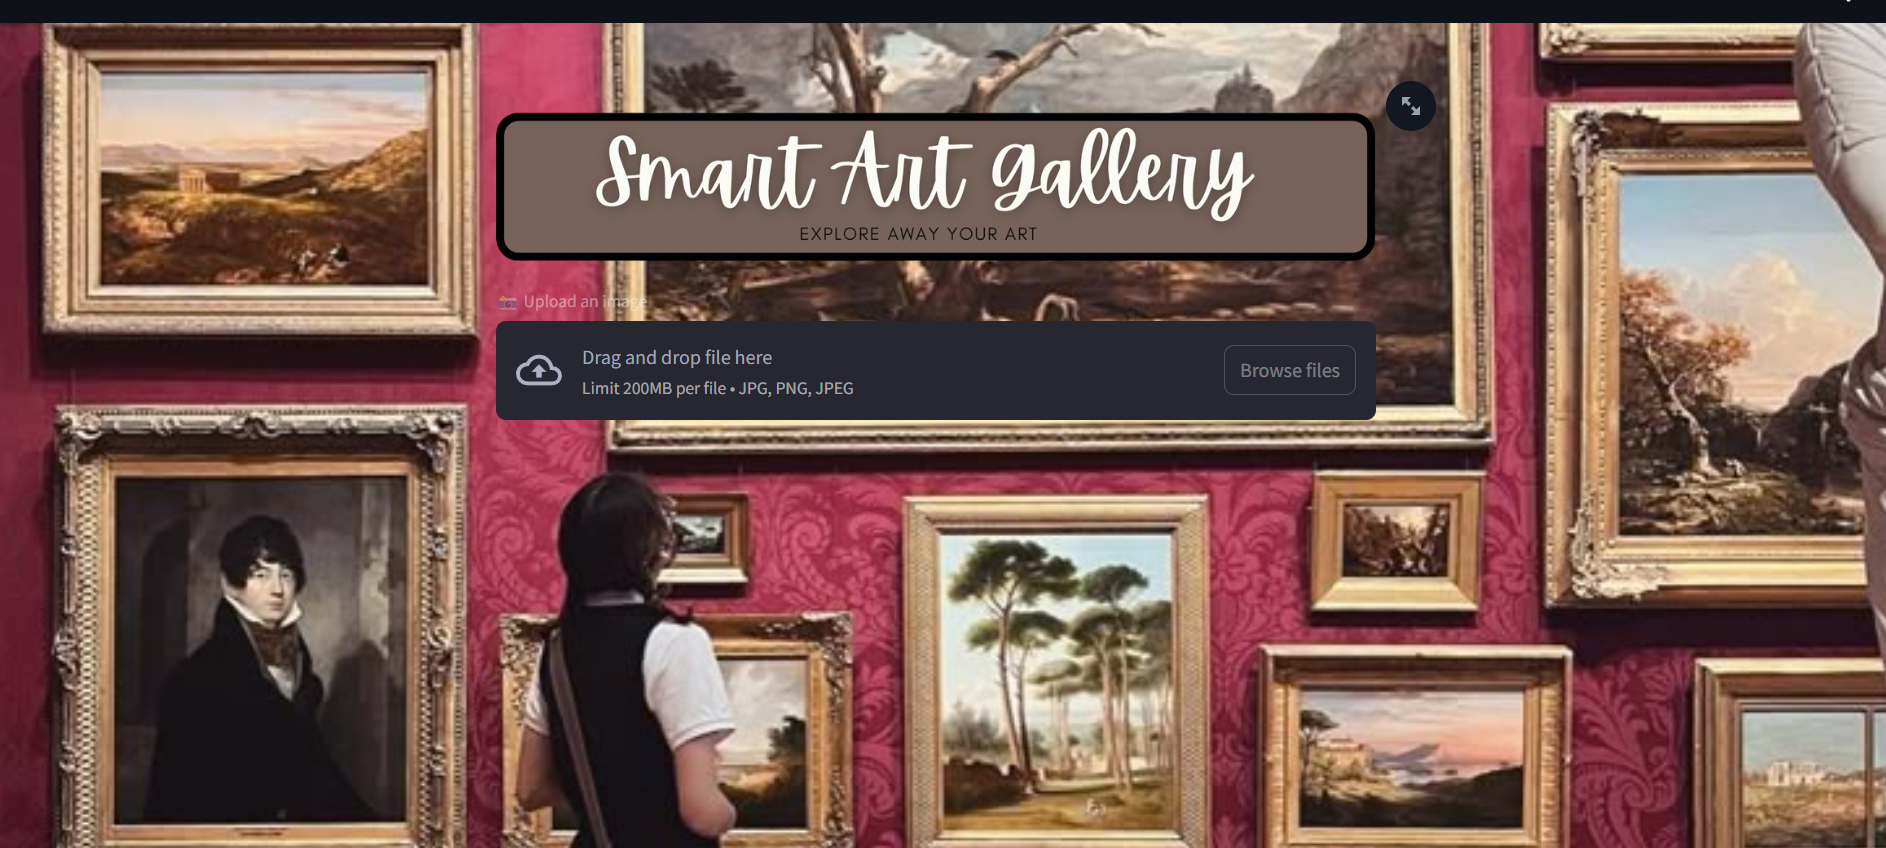 Smart Art gallery
EXPLORE AWAY YOUR ART
Upload an image
Drag and drop file here
Limit 200MB per file • JPG, PNG, JPEG
Browse files